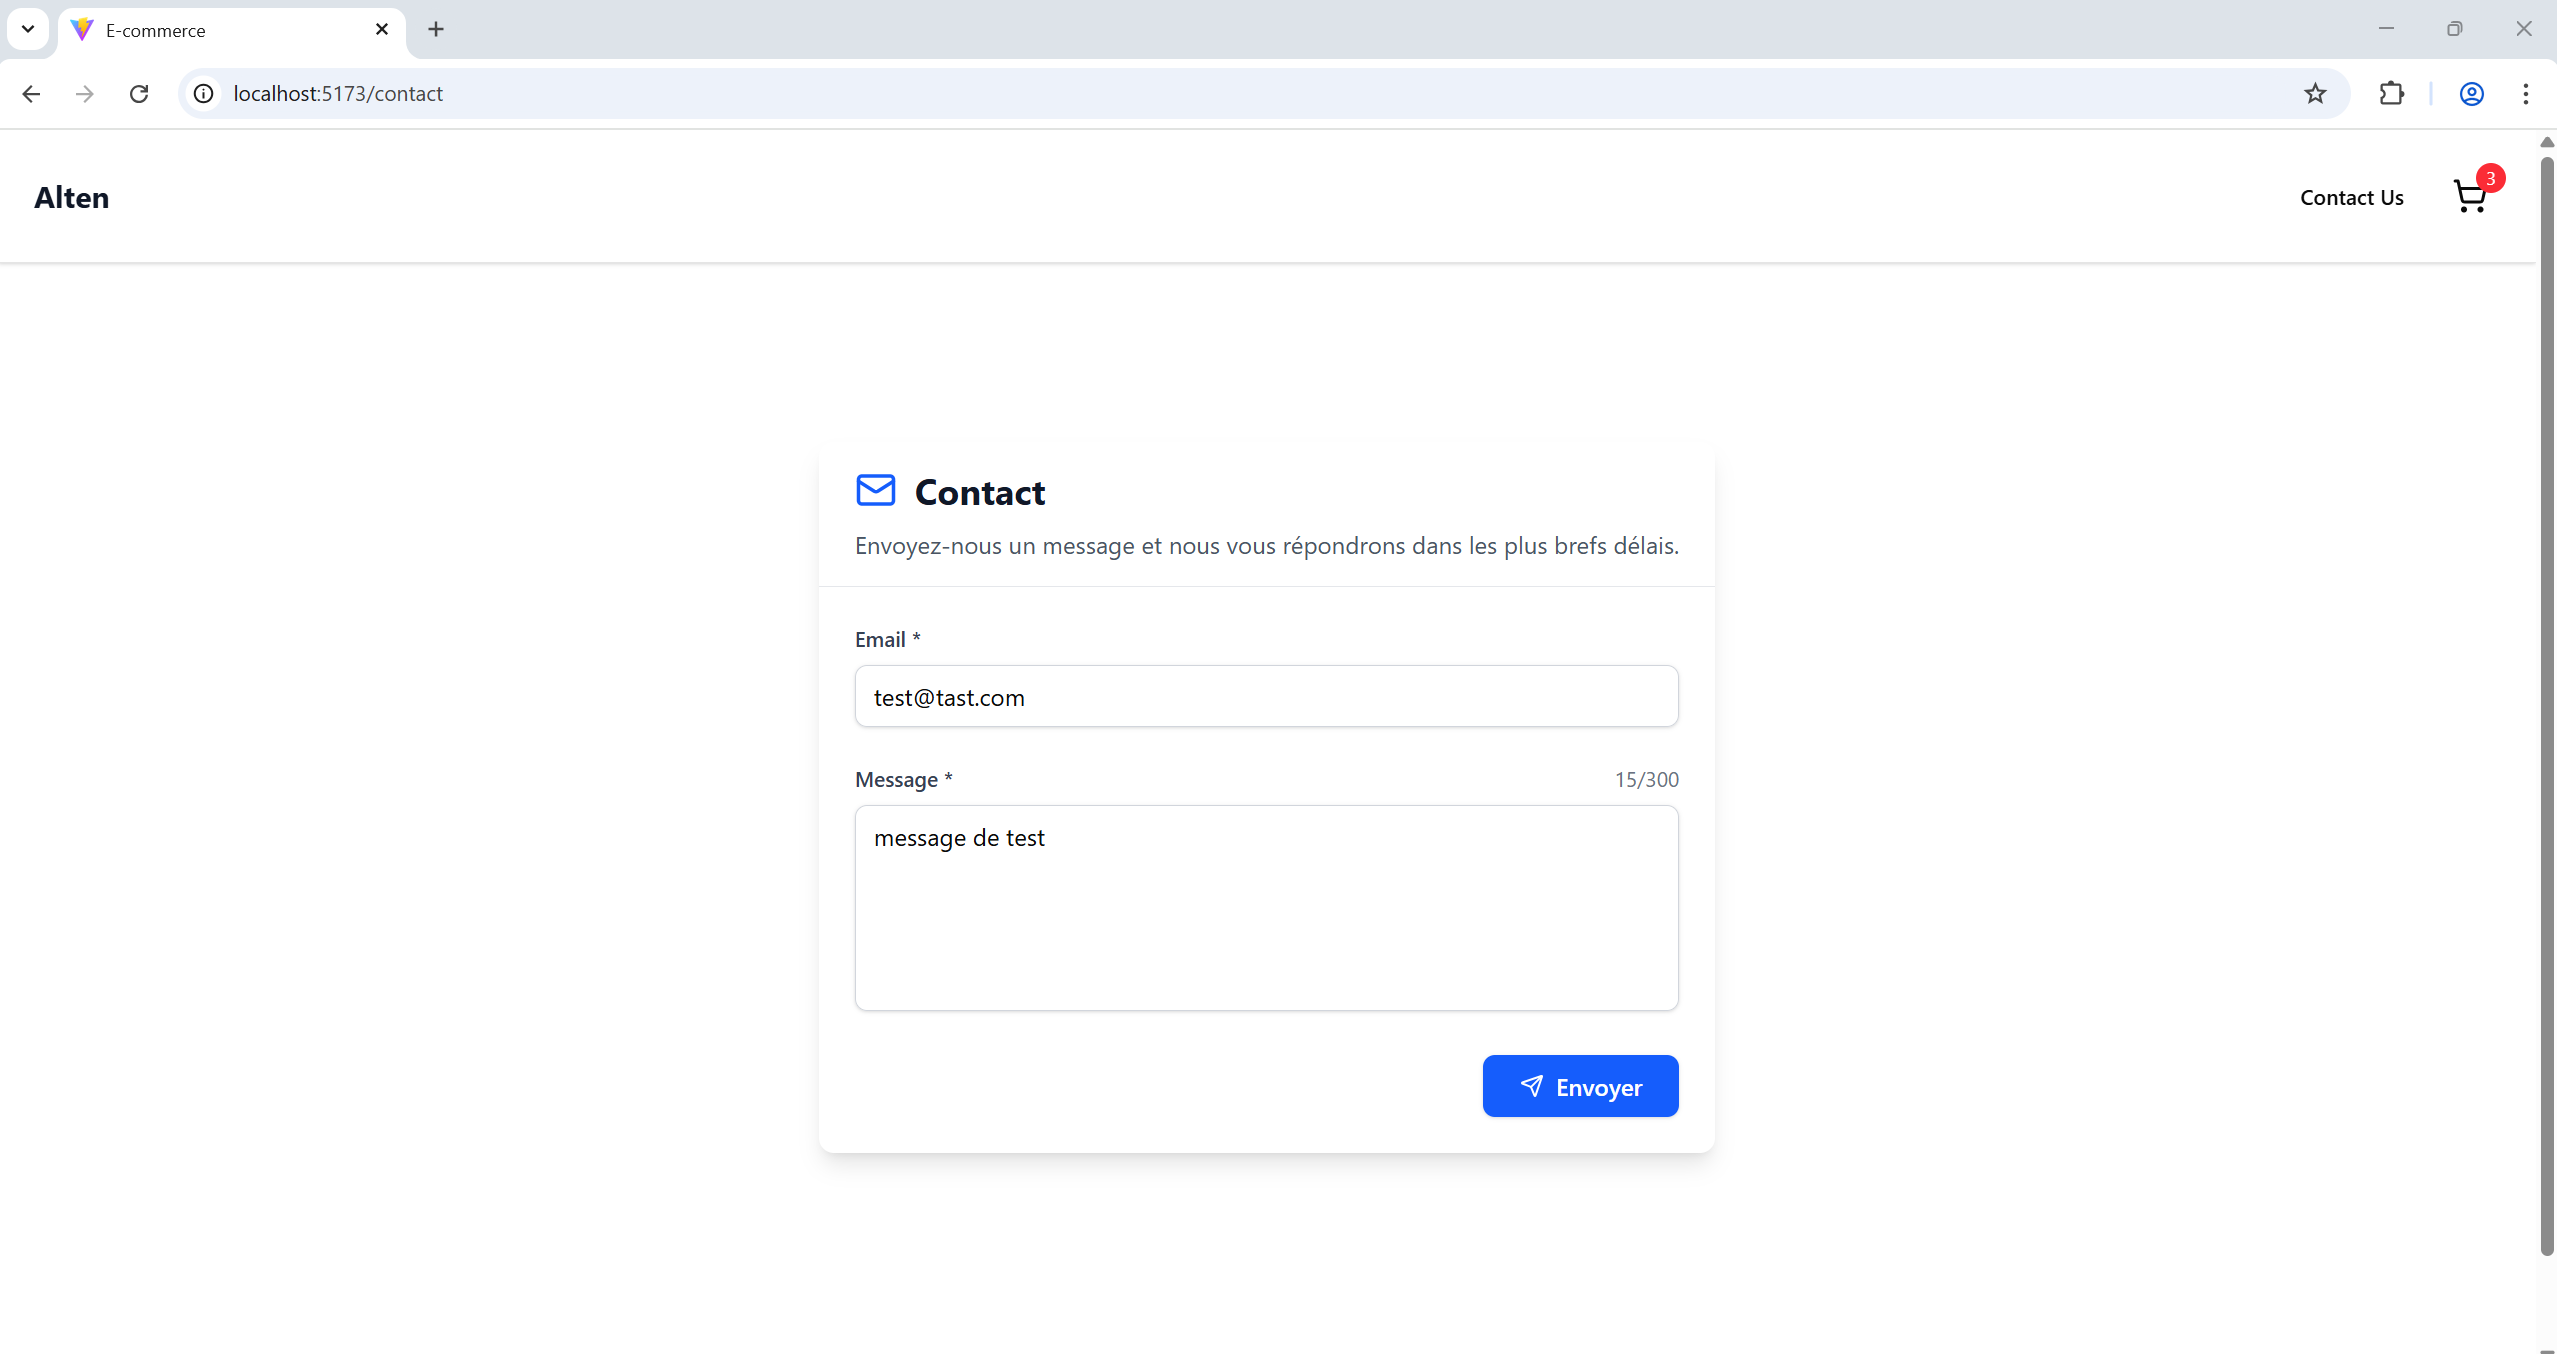 E-commerce
localhost:5173/contact
Alten
Contact Us
3
Contact
Envoyez-nous un message et nous vous répondrons dans les plus brefs délais.
Email *
test@tast.com
Message *
15/300
message de test
Envoyer